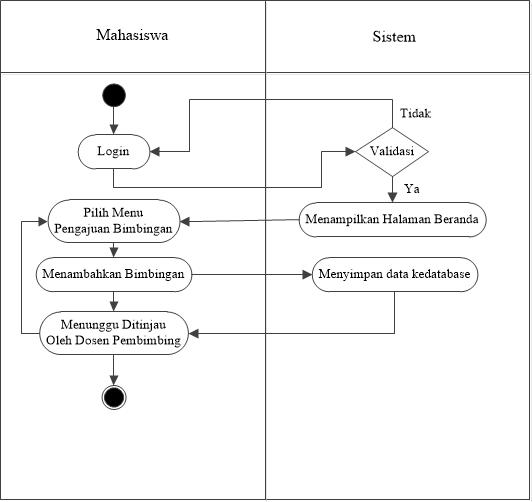 Mahasiswa
Sistem
Tidak
Login
Validasi
Ya
Pilih Menu
Pengajuan Bimbingan
Menampilkan Halaman Beranda
Menambahkan Bimbingan
Menyimpan data kedatabase
Menunggu Ditinjau
Oleh Dosen Pembimbing